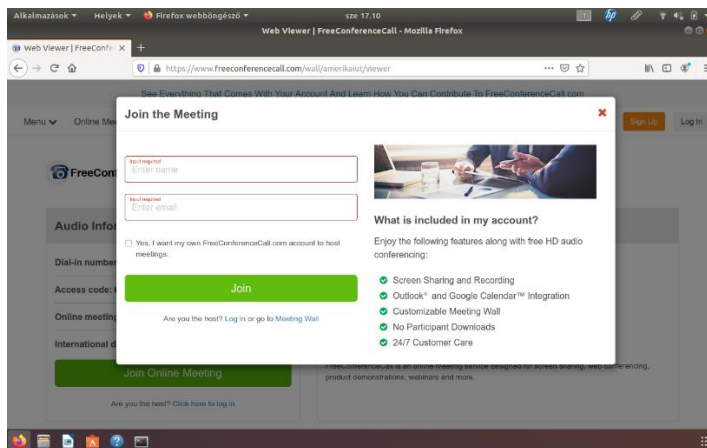 Alkalmazások Helyek Firefox webböngésző sze 17.10
Web Viewer | FreeConferenceCall - Mozilla Firefox
Web Viewer | FreeConfe
https://www.freeconferencecall.com/wall/amerikaiut/viewer
See Everything That Comes With Your Account And Learn How You Can Contribute To FreeConferenceCall.com
Menu Online Mee Sign Up Log In
Join the Meeting
FreeConf
Input required
Enter name
Input required
Enter email
Yes, I want my own FreeConferenceCall.com account to host
meetings.
Join
Are you the host? Log in or go to Meeting Wall
What is included in my account?
Enjoy the following features along with free HD audio
conferencing:
Screen Sharing and Recording
Outlook® and Google Calendar™ Integration
Customizable Meeting Wall
No Participant Downloads
24/7 Customer Care
Audio Infor
Dial-in number
Access code:
Online meeting
International d
Join Online Meeting
Are you the host? Click here to log in
FreeConferenceCall is an online meeting service designed for screen sharing, web conferencing,
product demonstrations, webinars and more.